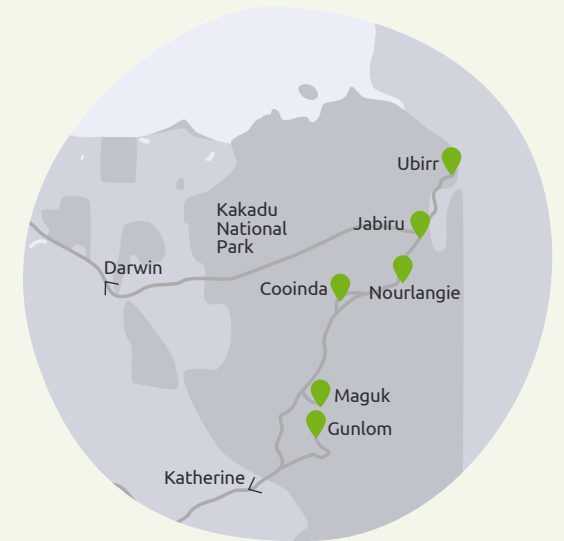 Ubirr
Kakadu
National
Park
Jabiru
Darwin
Cooinda
Nourlangie
Maguk
Gunlom
Katherine